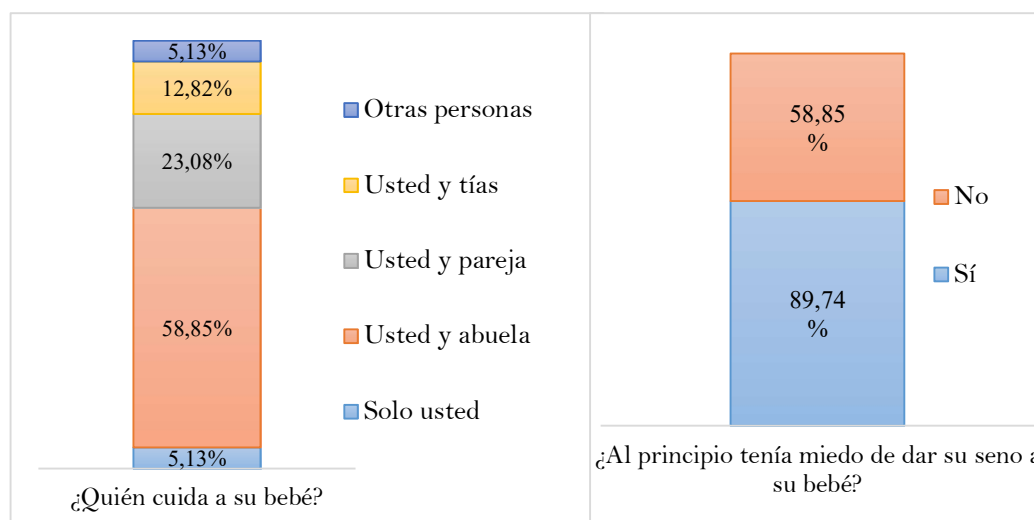 5,13%
12,82%
23,08%
58,85%
5,13%
Otras personas
Usted y tías
Usted y pareja
Usted y abuela
Solo usted
¿Quién cuida a su bebé?
58,85
%
89,74
%
No
Sí
¿Al principio tenía miedo de dar su seno a
su bebé?